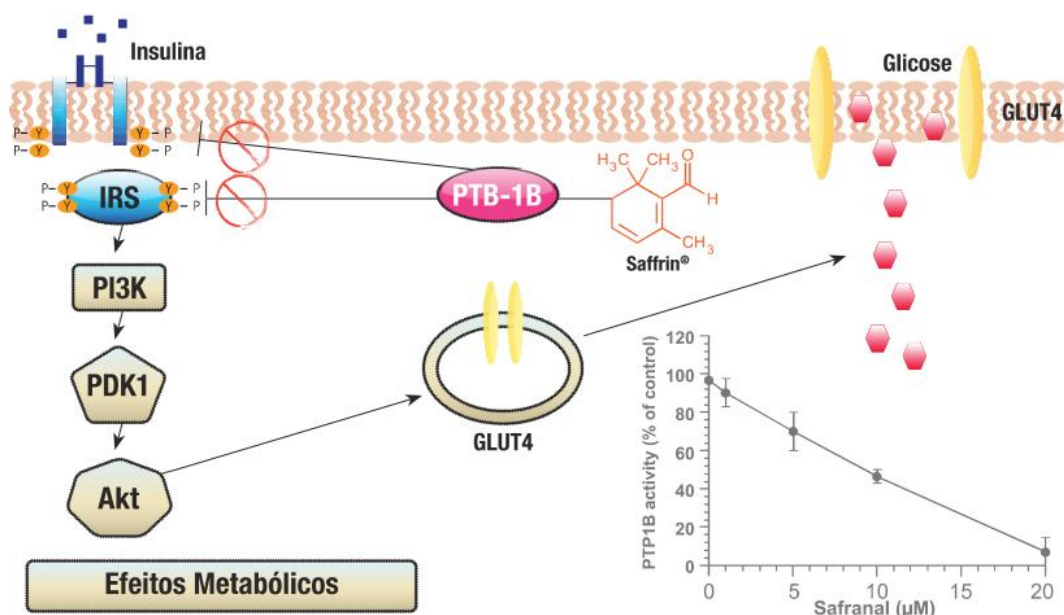 Insulina
Glicose
GLUT4
P Y Y P
P Y Y P
P Y IRS Y P
P Y Y P
PTB-1B
H₃C CH₃ O
H
CH₃
Saffrin®
PI3K
PDK1
Akt
GLUT4
Efeitos Metabólicos
PTP1B activity (% of control)
120
100
80
60
40
20
0
0 5 10 15 20
Safranal (µM)